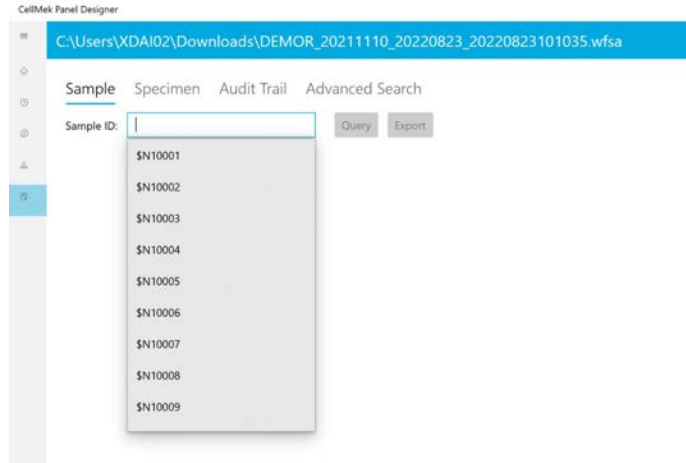 CellMek Panel Designer
C:\Users\XDAI02\Downloads\DEMOR_20211110_20220823_20220823101035.wfsa
Sample Specimen Audit Trail Advanced Search
Sample ID: Query Export
$N10001
$N10002
$N10003
$N10004
$N10005
$N10006
$N10007
$N10008
$N10009